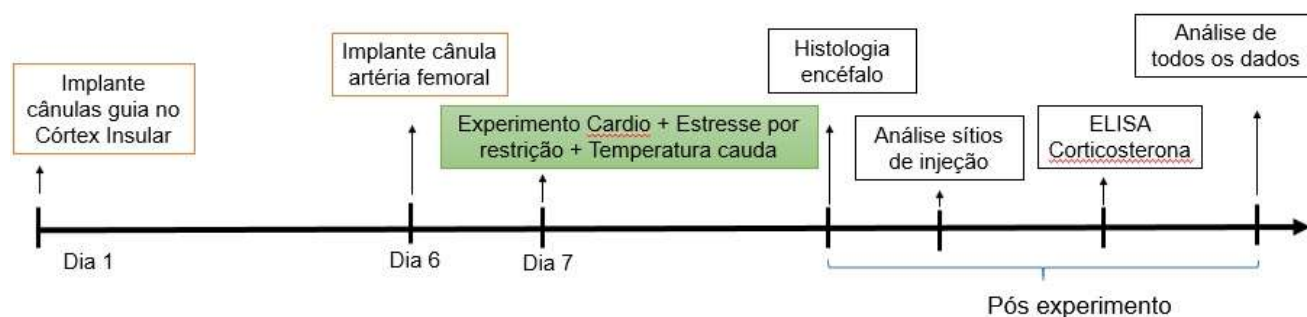 Implante
cânulas guia no
Córtex Insular
Implante cânula
artéria femoral
Experimento Cardio + Estresse por
restrição + Temperatura cauda
Histologia
encéfalo
Análise sítios
de injeção
ELISA
Corticosterona
Análise de
todos os dados
Dia 1
Dia 6
Dia 7
Pós experimento